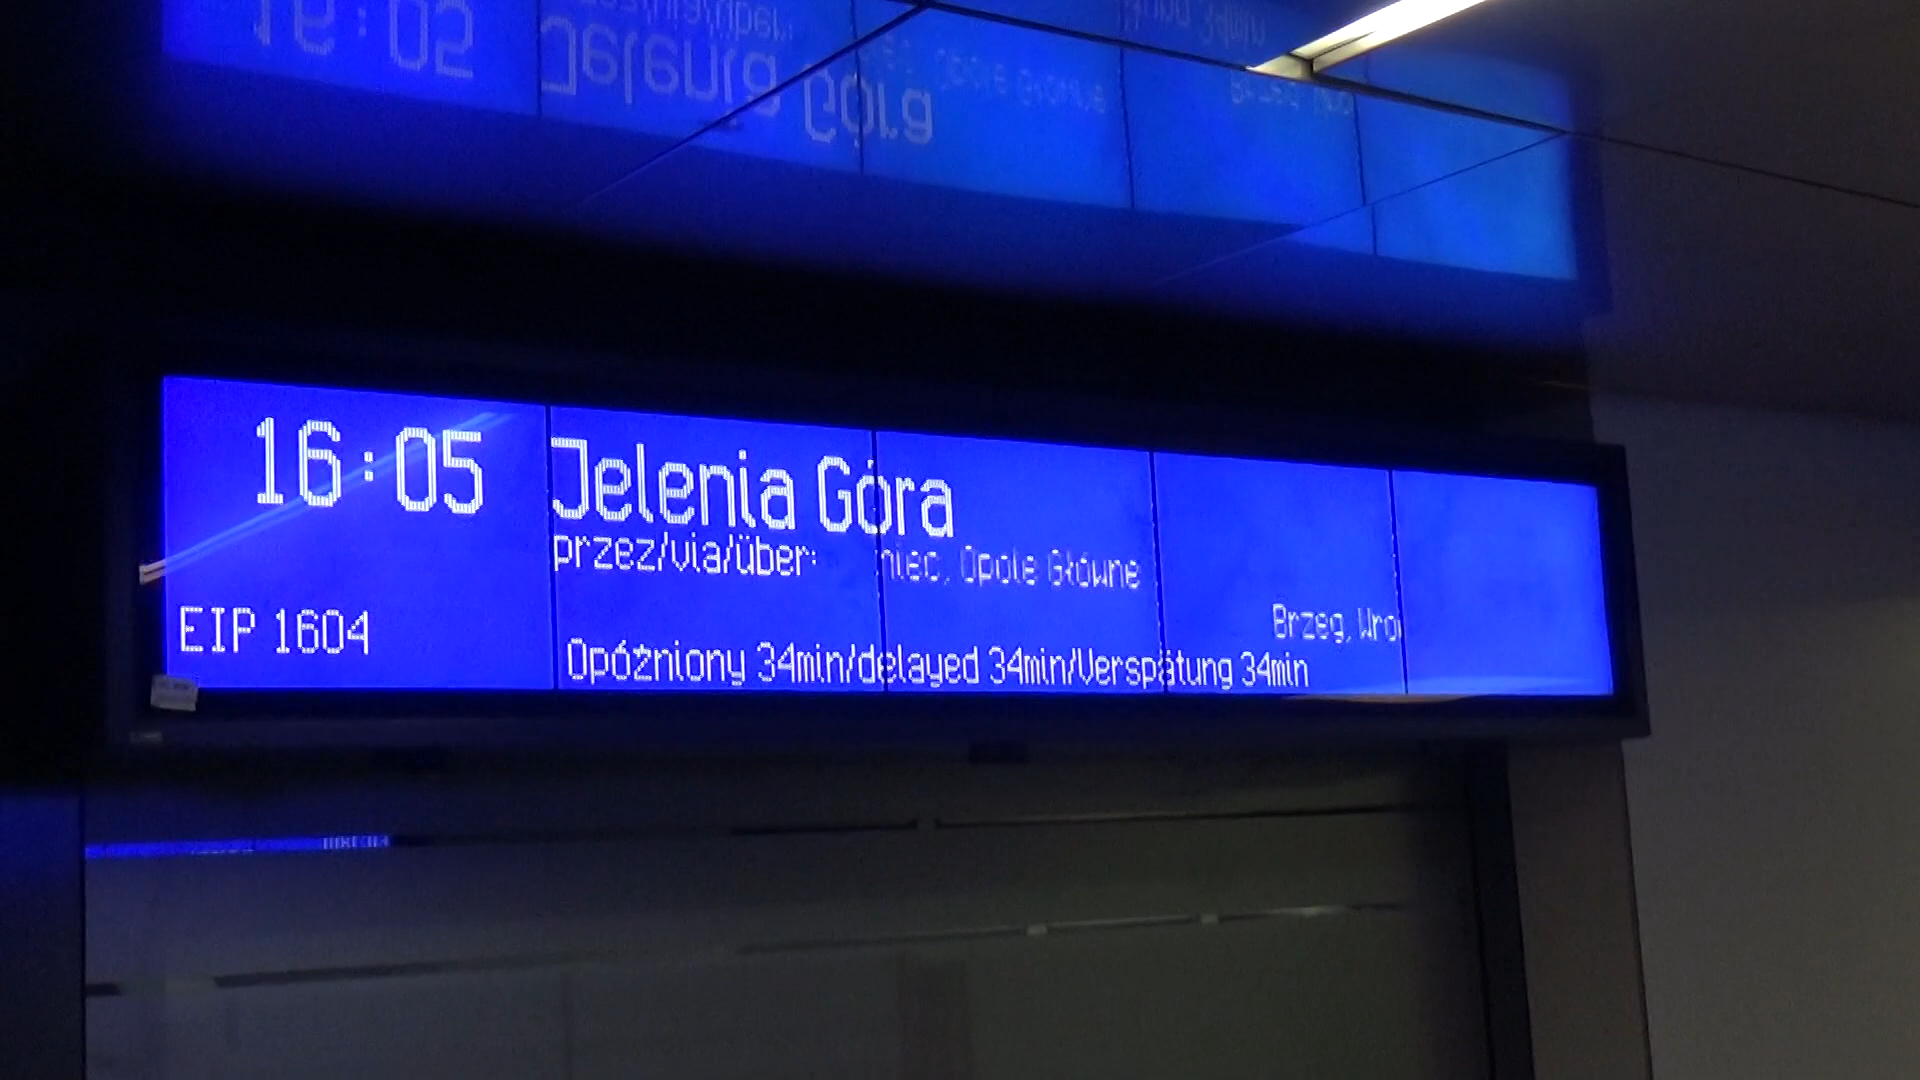 16:05 Jelenia Góra
przez/via/über: niec, Opole Główne
Brzeg, Wro
EIP 1604
Opóżniony 34min/delayed 34min/Verspätung 34min